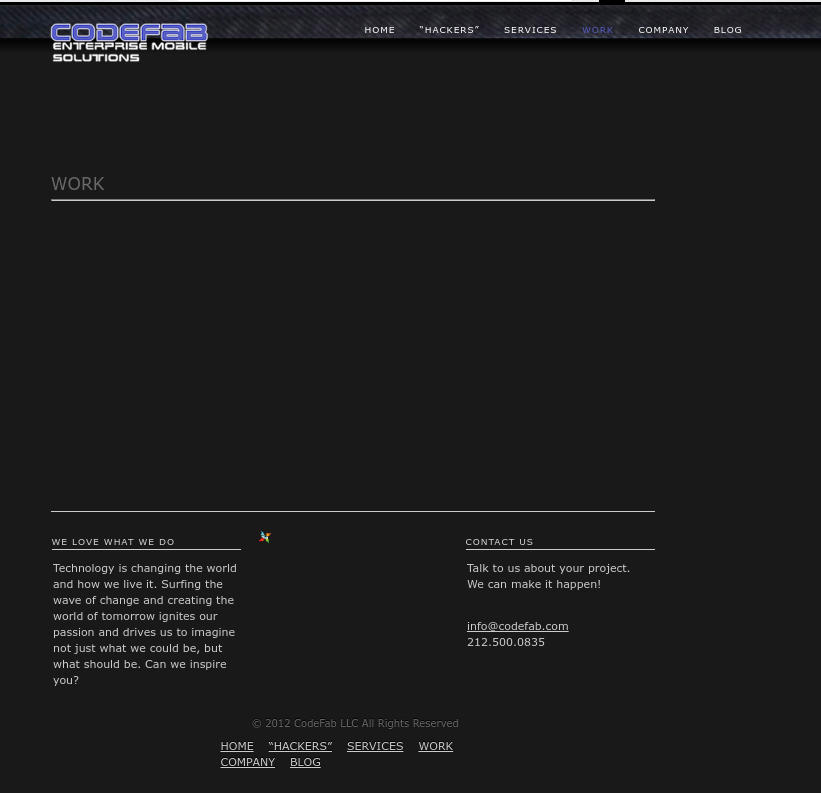 CODEFAB
ENTERPRISE MOBILE
SOLUTIONS
HOME “HACKERS” SERVICES WORK COMPANY BLOG
WORK
WE LOVE WHAT WE DO
Technology is changing the world
and how we live it. Surfing the
wave of change and creating the
world of tomorrow ignites our
passion and drives us to imagine
not just what we could be, but
what should be. Can we inspire
you?
CONTACT US
Talk to us about your project.
We can make it happen!
info@codefab.com
212.500.0835
© 2012 CodeFab LLC All Rights Reserved
HOME “HACKERS” SERVICES WORK
COMPANY BLOG